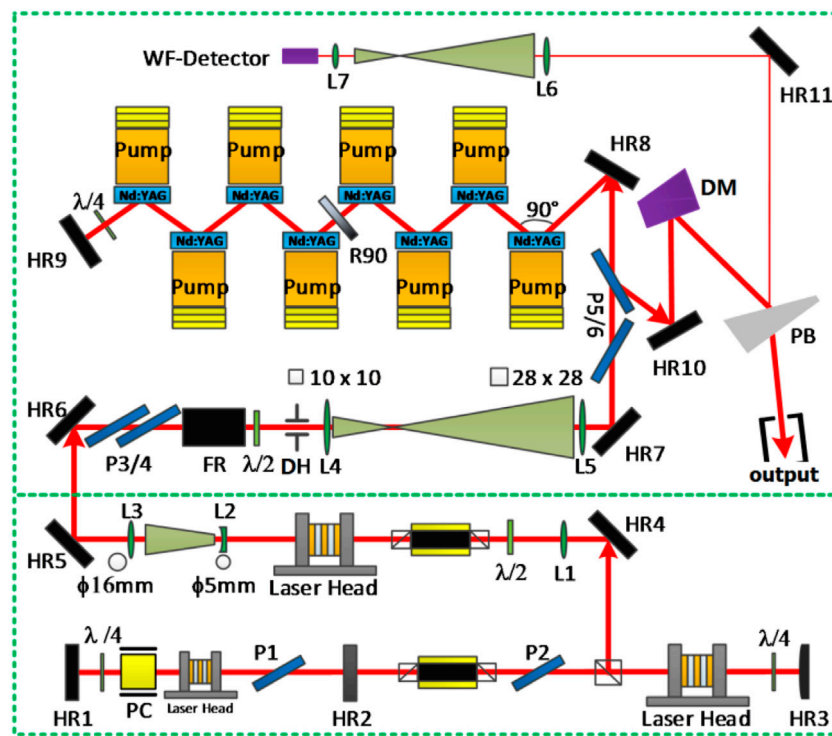 WF-Detector
L7
L6
HR11
Pump
Pump
Pump
Pump
HR8
DM
λ/4
Nd:YAG
Nd:YAG
Nd:YAG
Nd:YAG
90°
Nd:YAG
Nd:YAG
Nd:YAG
Nd:YAG
HR9
R90
Pump
Pump
Pump
Pump
P5/6
PB
HR10
10 x 10
28 x 28
HR6
P3/4
FR
λ/2
DH
L4
L5
HR7
output
L3
L2
HR4
HR5
ϕ16mm
ϕ5mm
Laser Head
λ/2
L1
λ /4
P1
P2
λ/4
HR1
PC
Laser Head
HR2
Laser Head
HR3